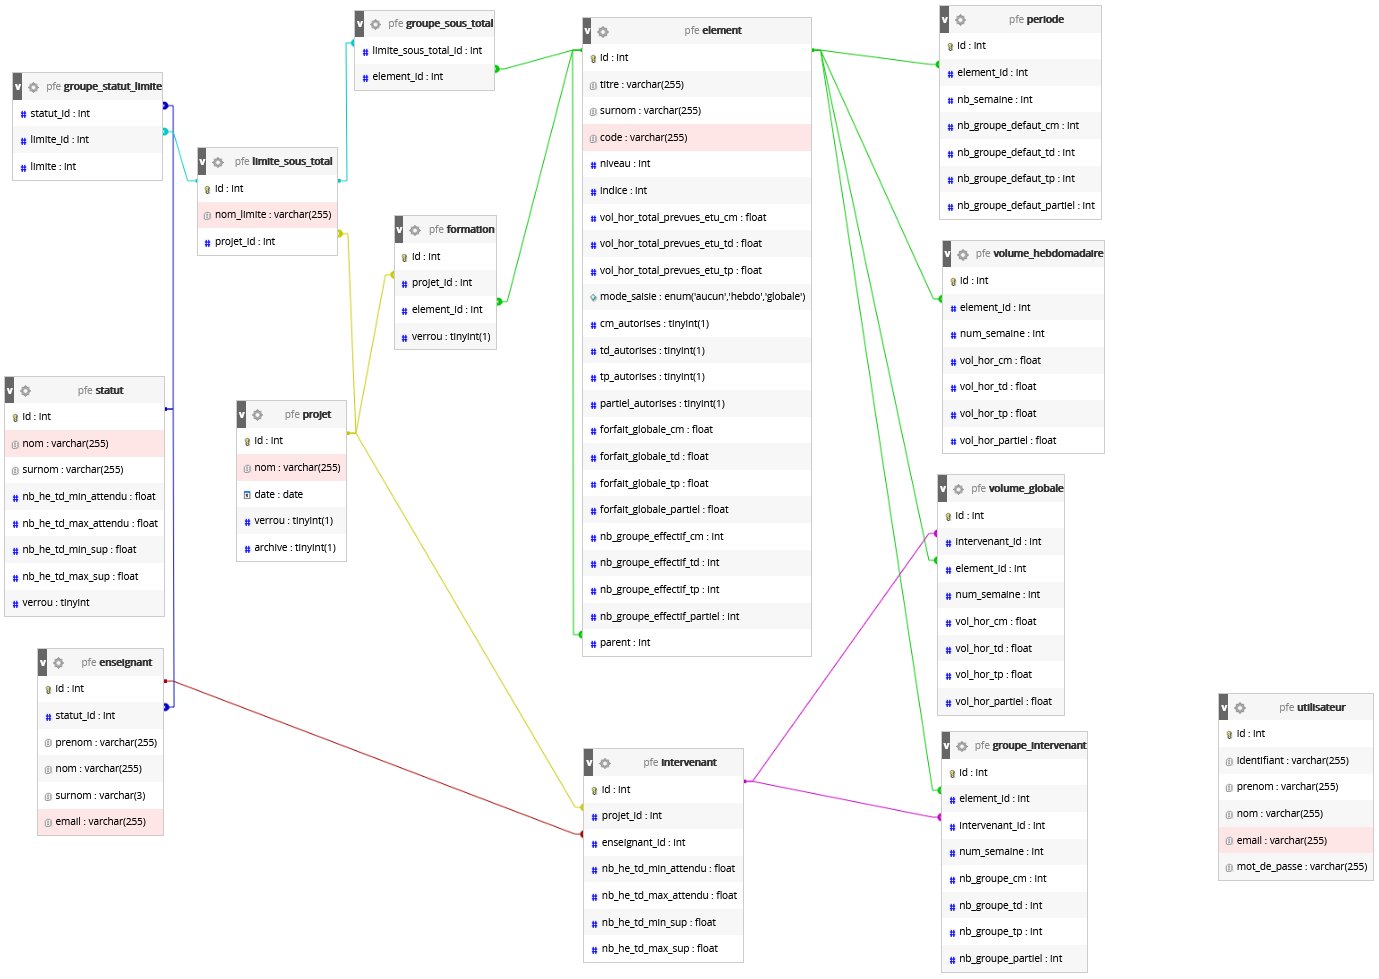 v pfe groupe_sous_total
limite_sous_total_id : int
element_id : int
v pfe groupe_statut_limite
statut_id : int
limite_id : int
limite : int
v pfe limite_sous_total
id : int
nom_limite : varchar(255)
projet_id : int
v pfe formation
id : int
projet_id : int
element_id : int
verrou : tinyint(1)
v pfe statut
id : int
nom : varchar(255)
surnom : varchar(255)
nb_he_td_min_attendu : float
nb_he_td_max_attendu : float
nb_he_td_min_sup : float
nb_he_td_max_sup : float
verrou : tinyint
v pfe projet
id : int
nom : varchar(255)
date : date
verrou : tinyint(1)
archive : tinyint(1)
v pfe enseignant
id : int
statut_id : int
prenom : varchar(255)
nom : varchar(255)
surnom : varchar(3)
email : varchar(255)
v pfe element
id : int
titre : varchar(255)
surnom : varchar(255)
code : varchar(255)
niveau : int
indice : int
vol_hor_total_prevues_etu_cm : float
vol_hor_total_prevues_etu_td : float
vol_hor_total_prevues_etu_tp : float
mode_saisie : enum('aucun','hebdo','globale')
cm_autorises : tinyint(1)
td_autorises : tinyint(1)
tp_autorises : tinyint(1)
partiel_autorises : tinyint(1)
forfait_globale_cm : float
forfait_globale_td : float
forfait_globale_tp : float
forfait_globale_partiel : float
nb_groupe_effectif_cm : int
nb_groupe_effectif_td : int
nb_groupe_effectif_tp : int
nb_groupe_effectif_partiel : int
parent : int
v pfe intervenant
id : int
projet_id : int
enseignant_id : int
nb_he_td_min_attendu : float
nb_he_td_max_attendu : float
nb_he_td_min_sup : float
nb_he_td_max_sup : float
v pfe periode
id : int
element_id : int
nb_semaine : int
nb_groupe_defaut_cm : int
nb_groupe_defaut_td : int
nb_groupe_defaut_tp : int
nb_groupe_defaut_partiel : int
v pfe volume_hebdomadaire
id : int
element_id : int
num_semaine : int
vol_hor_cm : float
vol_hor_td : float
vol_hor_tp : float
vol_hor_partiel : float
v pfe volume_globale
id : int
intervenant_id : int
element_id : int
num_semaine : int
vol_hor_cm : float
vol_hor_td : float
vol_hor_tp : float
vol_hor_partiel : float
v pfe groupe_intervenant
id : int
element_id : int
intervenant_id : int
num_semaine : int
nb_groupe_cm : int
nb_groupe_td : int
nb_groupe_tp : int
nb_groupe_partiel : int
v pfe utilisateur
id : int
identifiant : varchar(255)
prenom : varchar(255)
nom : varchar(255)
email : varchar(255)
mot_de_passe : varchar(255)